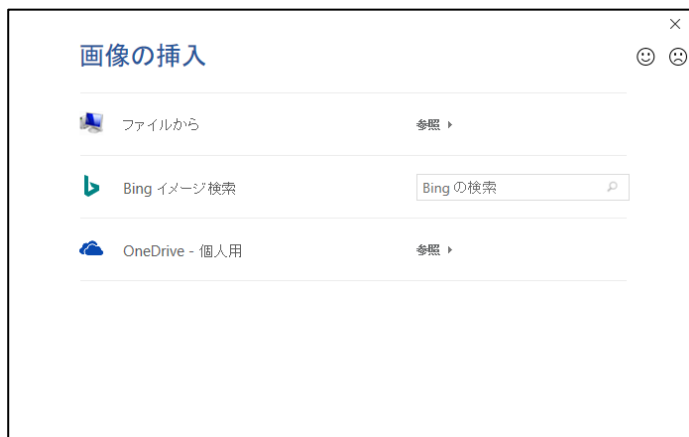 画像の挿入
ファイルから 参照
Bing イメージ検索 Bing の検索
OneDrive - 個人用 参照